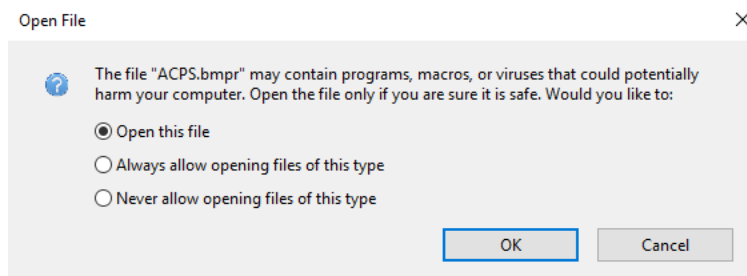 Open File
The file "ACPS.bmpr" may contain programs, macros, or viruses that could potentially
harm your computer. Open the file only if you are sure it is safe. Would you like to:
Open this file
Always allow opening files of this type
Never allow opening files of this type
OK
Cancel